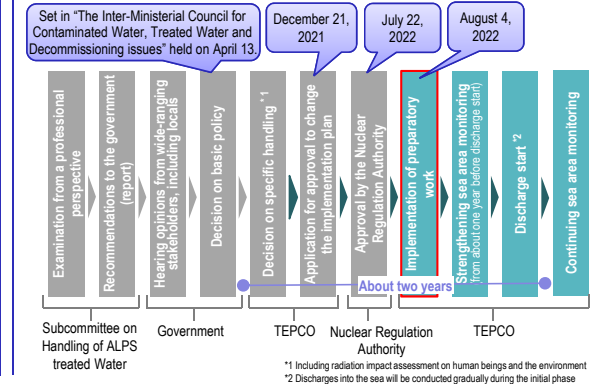 Set in “The Inter-Ministerial Council for
Contaminated Water, Treated Water and
Decommissioning issues” held on April 13.
December 21,
2021
July 22,
2022
August 4,
2022
Examination from a professional
perspective
Recommendations to the government
(report)
Hearing opinions from wide-ranging
stakeholders, including locals
Decision on basic policy
Decision on specific handling *1
Application for approval to change
the implementation plan
Approval by the Nuclear
Regulation Authority
Implementation of preparatory
work
Strengthening sea area monitoring
(from about one year before discharge start)
Discharge start *2
Continuing sea area monitoring
About two years
Subcommittee on
Handling of ALPS
treated Water
Government
TEPCO
Nuclear Regulation
Authority
TEPCO
*1 Including radiation impact assessment on human beings and the environment
*2 Discharges into the sea will be conducted gradually during the initial phase